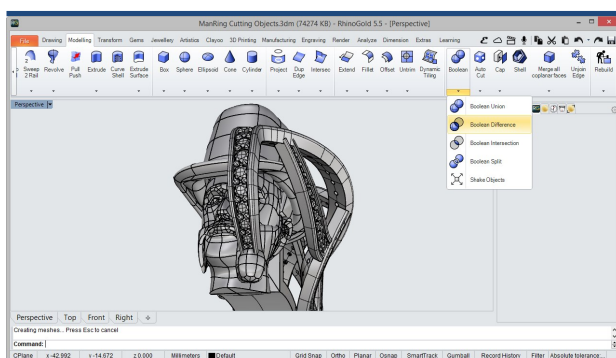 ManRing Cutting Objects.3dm (74274 KB) - RhinoGold 5.5 - [Perspective]
File Drawing Modelling Transform Gems Jewellery Artistics Clayoo 3D Printing Manufacturing Engraving Render Analyze Dimension Extras Learning
Sweep 2 Rail Revolve Pull Push Extrude Curve Shell Extrude Surface Box Sphere Ellipsoid Cone Cylinder Project Dup Edge Intersec Extend Fillet Offset Untrim Dynamic Tiling Boolean Auto Cut Cap Shell Merge all coplanar faces Unjoin Edge Rebuild
Perspective
Boolean Union
Boolean Difference
Boolean Intersection
Boolean Split
Shake Objects
Perspective Top Front Right
Creating meshes... Press Esc to cancel
Command:
CPlane x -42.992 y -14.672 z 0.000 Millimeters Default Grid Snap Ortho Planar Osnap SmartTrack Gumball Record History Filter Absolute tolerance:...